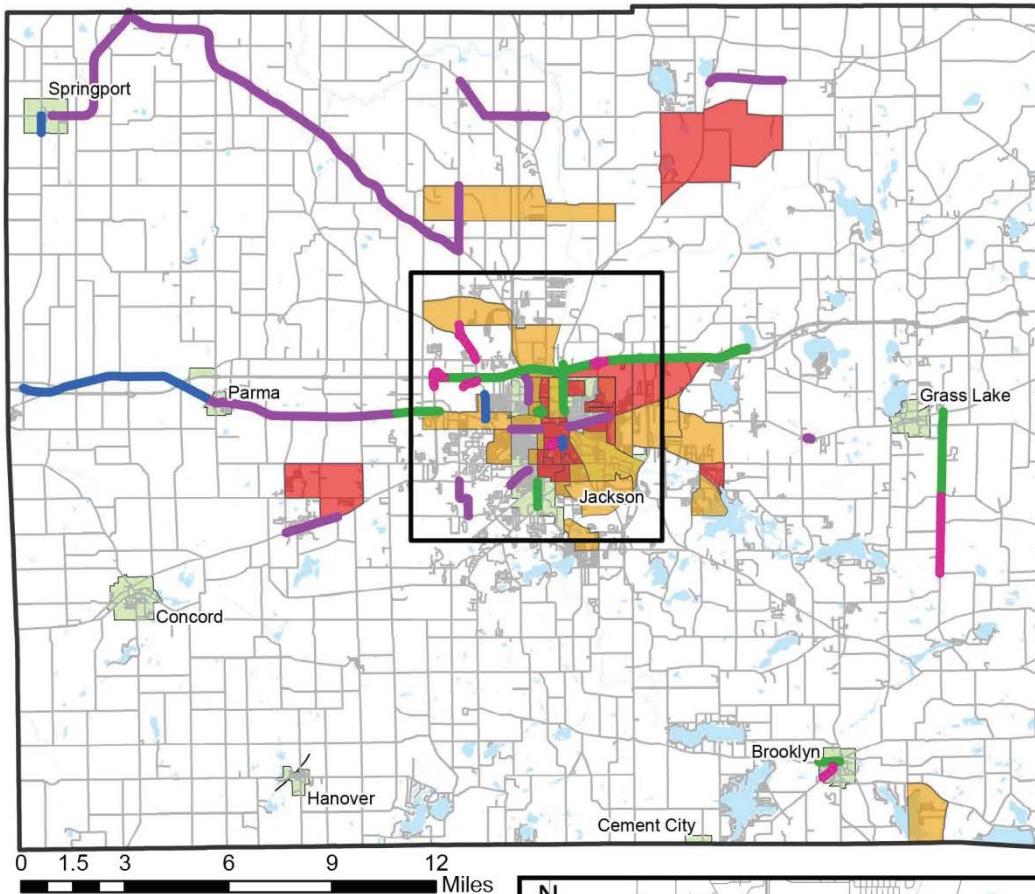 Springport
Parma
Grass Lake
Jackson
Concord
Brooklyn
Hanover
Cement City
0 1.5 3 6 9 12
Miles
N